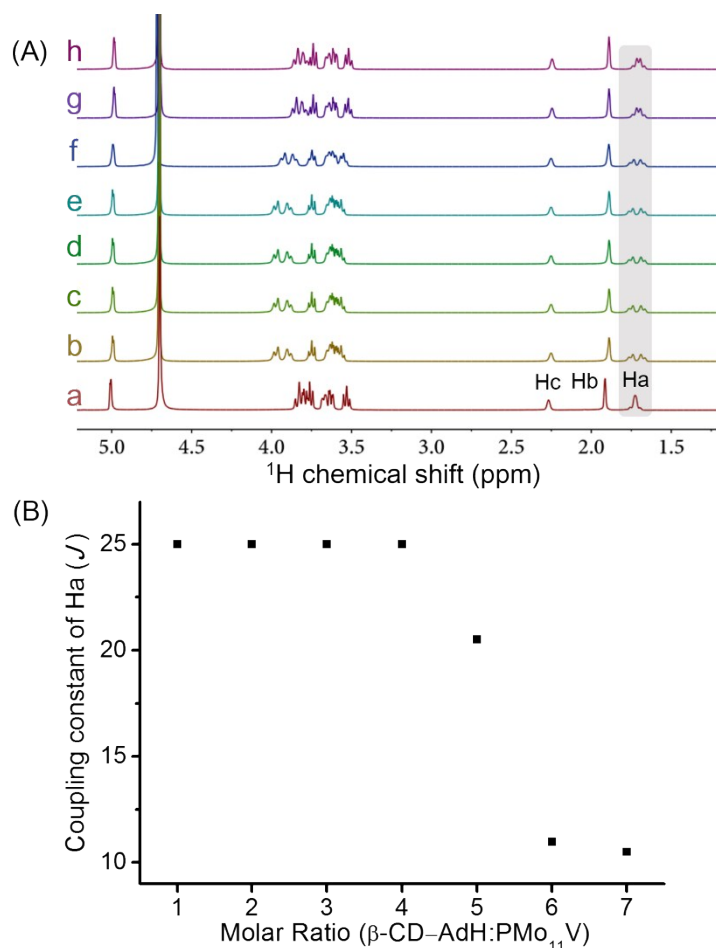 (A)
h
g
f
e
d
c
b
a
Hc Hb Ha
5.0 4.5 4.0 3.5 3.0 2.5 2.0 1.5
¹H chemical shift (ppm)
(B)
Coupling constant of Ha (J)
25
20
15
10
1 2 3 4 5 6 7
Molar Ratio (β-CD–AdH:PMo₁₁V)